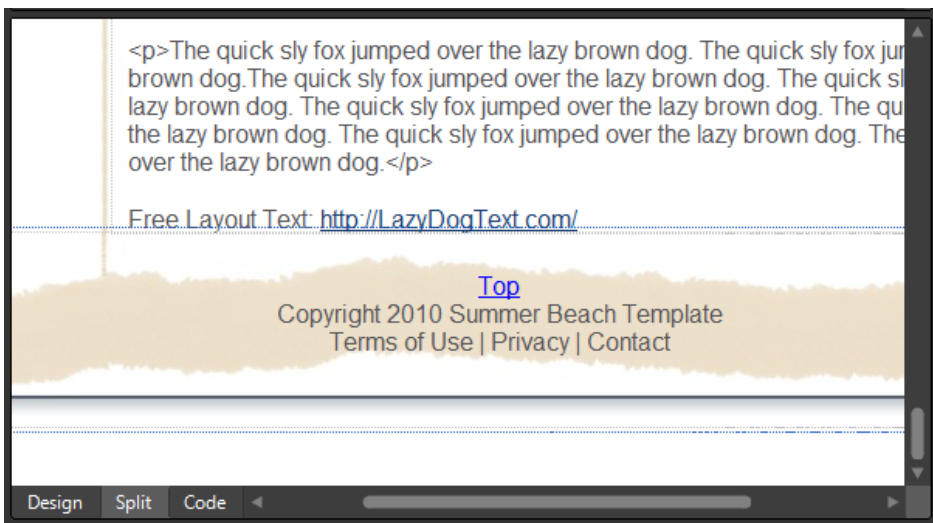 <p>The quick sly fox jumped over the lazy brown dog. The quick sly fox jur
brown dog.The quick sly fox jumped over the lazy brown dog. The quick sl
lazy brown dog. The quick sly fox jumped over the lazy brown dog. The qu
the lazy brown dog. The quick sly fox jumped over the lazy brown dog. The
over the lazy brown dog.</p>
Free Layout Text: http://LazyDogText.com/
Top
Copyright 2010 Summer Beach Template
Terms of Use | Privacy | Contact
Design Split Code